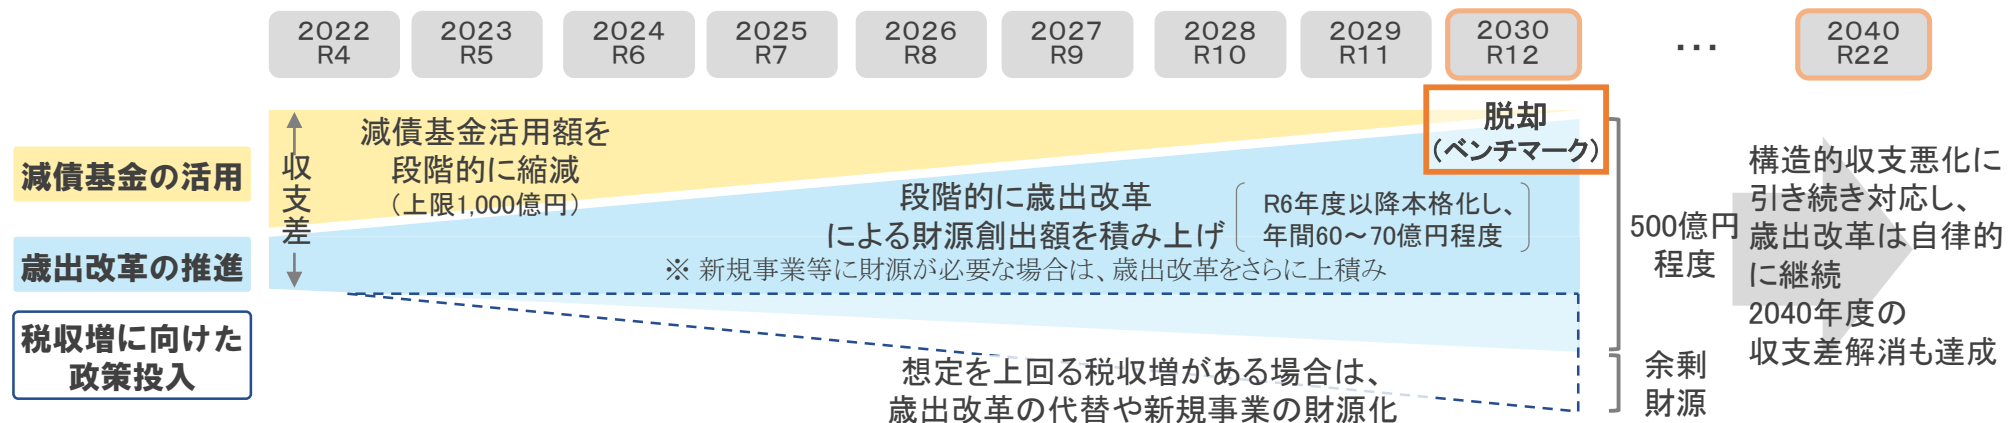 2022
R4
2023
R5
2024
R6
2025
R7
2026
R8
2027
R9
2028
R10
2029
R11
2030
R12
…
2040
R22
減債基金の活用
歳出改革の推進
税収増に向けた
政策投入
収支差
減債基金活用額を
段階的に縮減
（上限1,000億円）
段階的に歳出改革
による財源創出額を積み上げ
R6年度以降本格化し、
年間60～70億円程度
※ 新規事業等に財源が必要な場合は、歳出改革をさらに上積み
想定を上回る税収増がある場合は、
歳出改革の代替や新規事業の財源化
脱却
（ベンチマーク）
500億円
程度
余剰
財源
構造的収支悪化に
引き続き対応し、
歳出改革は自律的
に継続
2040年度の
収支差解消も達成